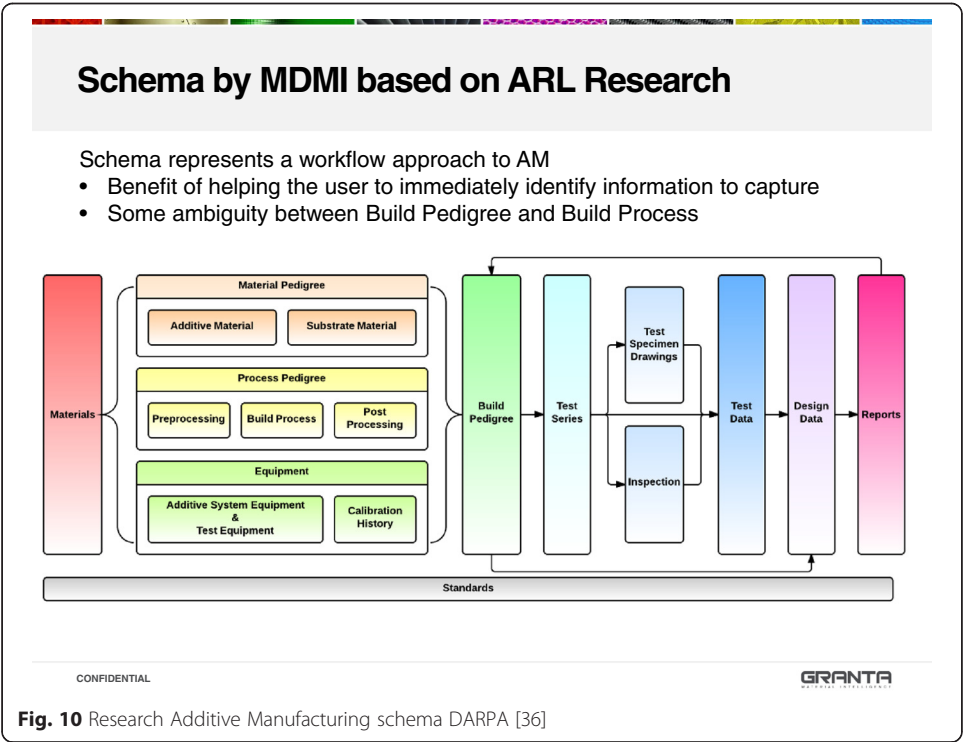 Schema by MDMI based on ARL Research
Schema represents a workflow approach to AM
• Benefit of helping the user to immediately identify information to capture
• Some ambiguity between Build Pedigree and Build Process
Materials
Material Pedigree
Additive Material
Substrate Material
Process Pedigree
Preprocessing
Build Process
Post
Processing
Equipment
Additive System Equipment
&
Test Equipment
Calibration
History
Build
Pedigree
Test
Series
Test
Specimen
Drawings
Inspection
Test
Data
Design
Data
Reports
Standards
CONFIDENTIAL
GRANTA
MATERIAL INTELLIGENCE
Fig. 10 Research Additive Manufacturing schema DARPA [36]